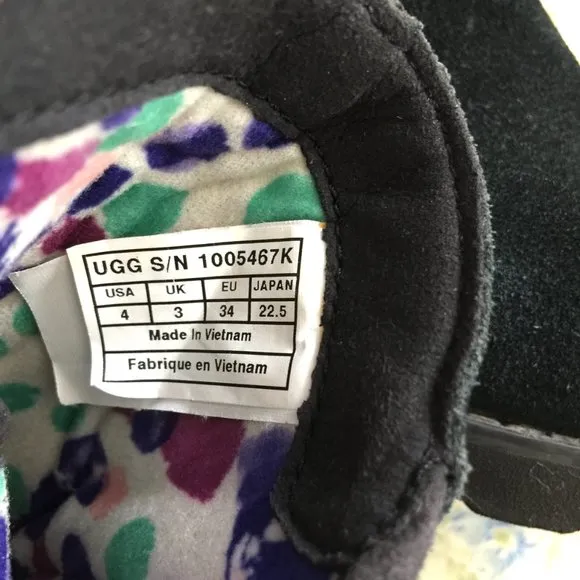 UGG S/N 1005467K
USA UK EU JAPAN
4 3 34 22.5
Made In Vietnam
Fabrique en Vietnam